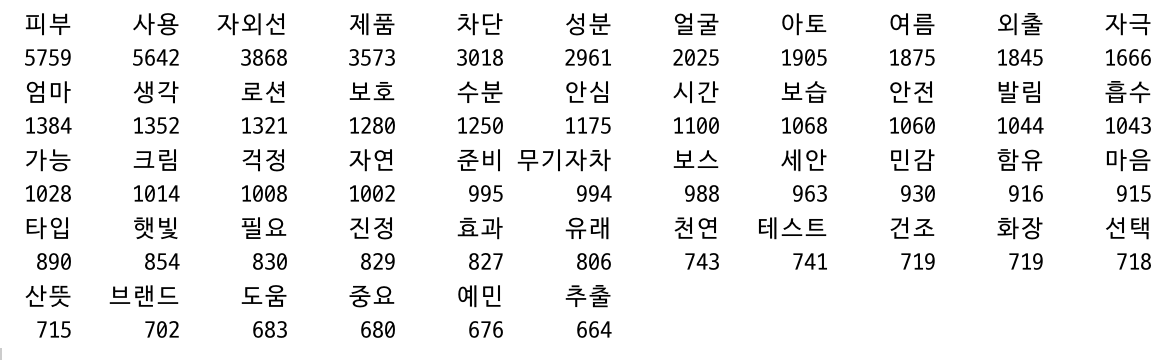 피부 사용 자외선 제품 차단 성분 얼굴 아토 여름 외출 자극
5759 5642 3868 3573 3018 2961 2025 1905 1875 1845 1666
엄마 생각 로션 보호 수분 안심 시간 보습 안전 발림 흡수
1384 1352 1321 1280 1250 1175 1100 1068 1060 1044 1043
가능 크림 걱정 자연 준비 무기자차 보스 세안 민감 함유 마음
1028 1014 1008 1002 995 994 988 963 930 916 915
타입 햇빛 필요 진정 효과 유래 천연 테스트 건조 화장 선택
890 854 830 829 827 806 743 741 719 719 718
산뜻 브랜드 도움 중요 예민 추출
715 702 683 680 676 664